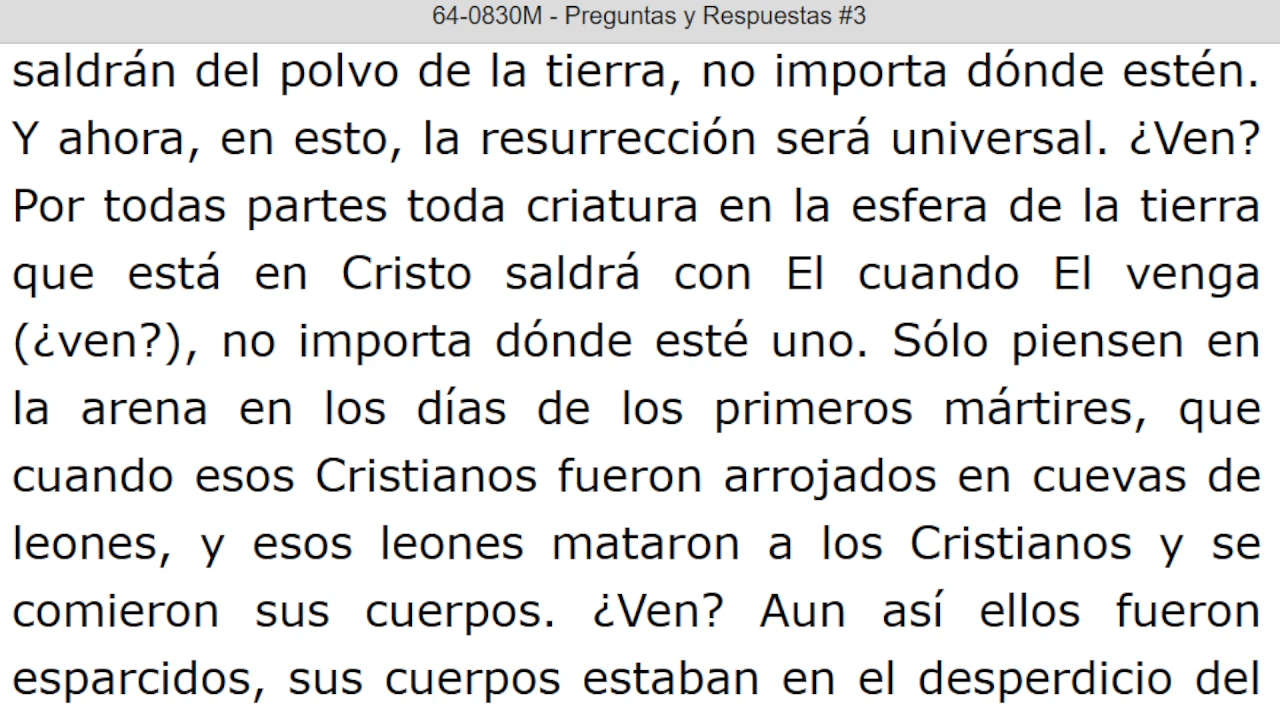 64-0830M - Preguntas y Respuestas #3
saldrán del polvo de la tierra, no importa dónde estén.
Y ahora, en esto, la resurrección será universal. ¿Ven?
Por todas partes toda criatura en la esfera de la tierra
que está en Cristo saldrá con El cuando El venga
(¿ven?), no importa dónde esté uno. Sólo piensen en
la arena en los días de los primeros mártires, que
cuando esos Cristianos fueron arrojados en cuevas de
leones, y esos leones mataron a los Cristianos y se
comieron sus cuerpos. ¿Ven? Aun así ellos fueron
esparcidos, sus cuerpos estaban en el desperdicio del